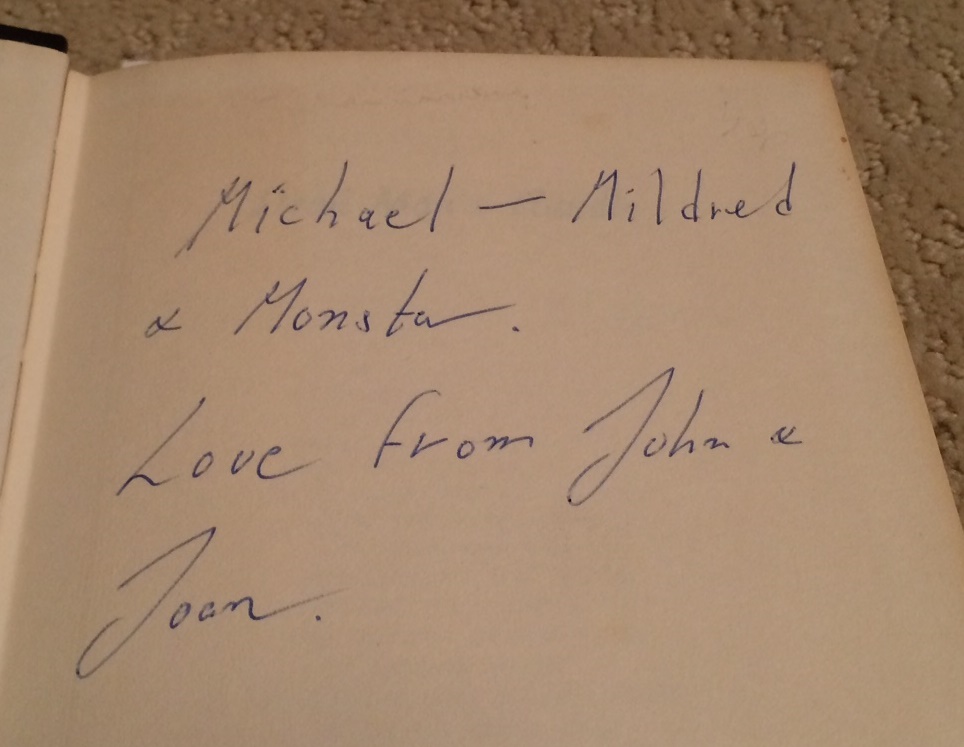 Michael — Mildred
& Monster.
Love from John &
Joan.